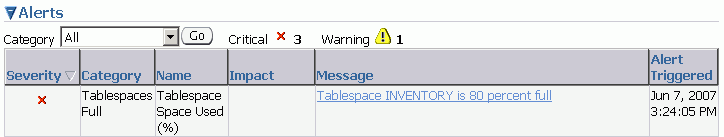 Alerts
Category All Go Critical 3 Warning 1
Severity Category Name Impact Message Alert Triggered
Tablespaces Full Tablespace Space Used (%) Tablespace INVENTORY is 80 percent full Jun 7, 2007 3:24:05 PM